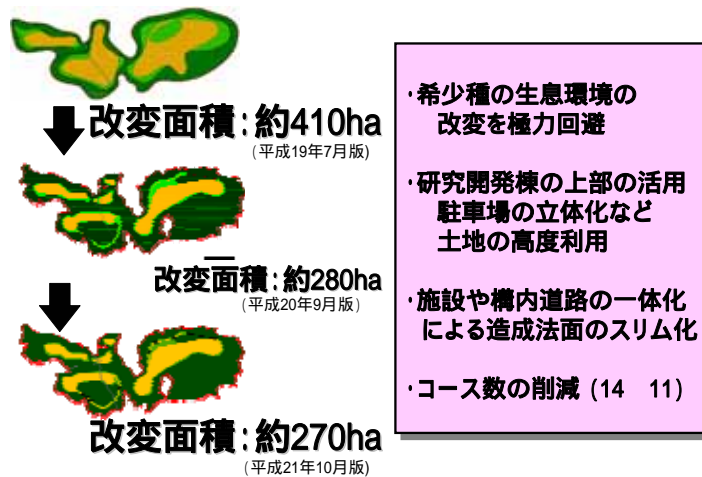 改変面積：約410ha
(平成19年7月版)
改変面積：約280ha
(平成20年9月版)
改変面積：約270ha
(平成21年10月版)
・希少種の生息環境の
改変を極力回避
・研究開発棟の上部の活用
駐車場の立体化など
土地の高度利用
・施設や構内道路の一体化
による造成法面のスリム化
・コース数の削減 (14　11)